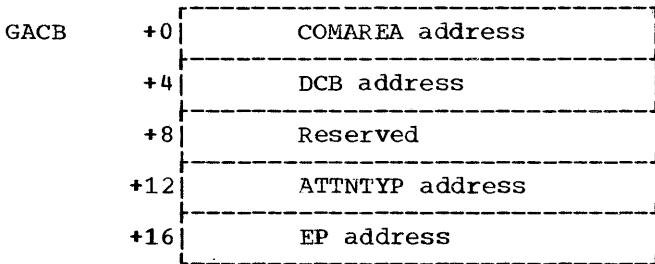 GACB +0 COMAREA address
+4 DCB address
+8 Reserved
+12 ATTNTYP address
+16 EP address